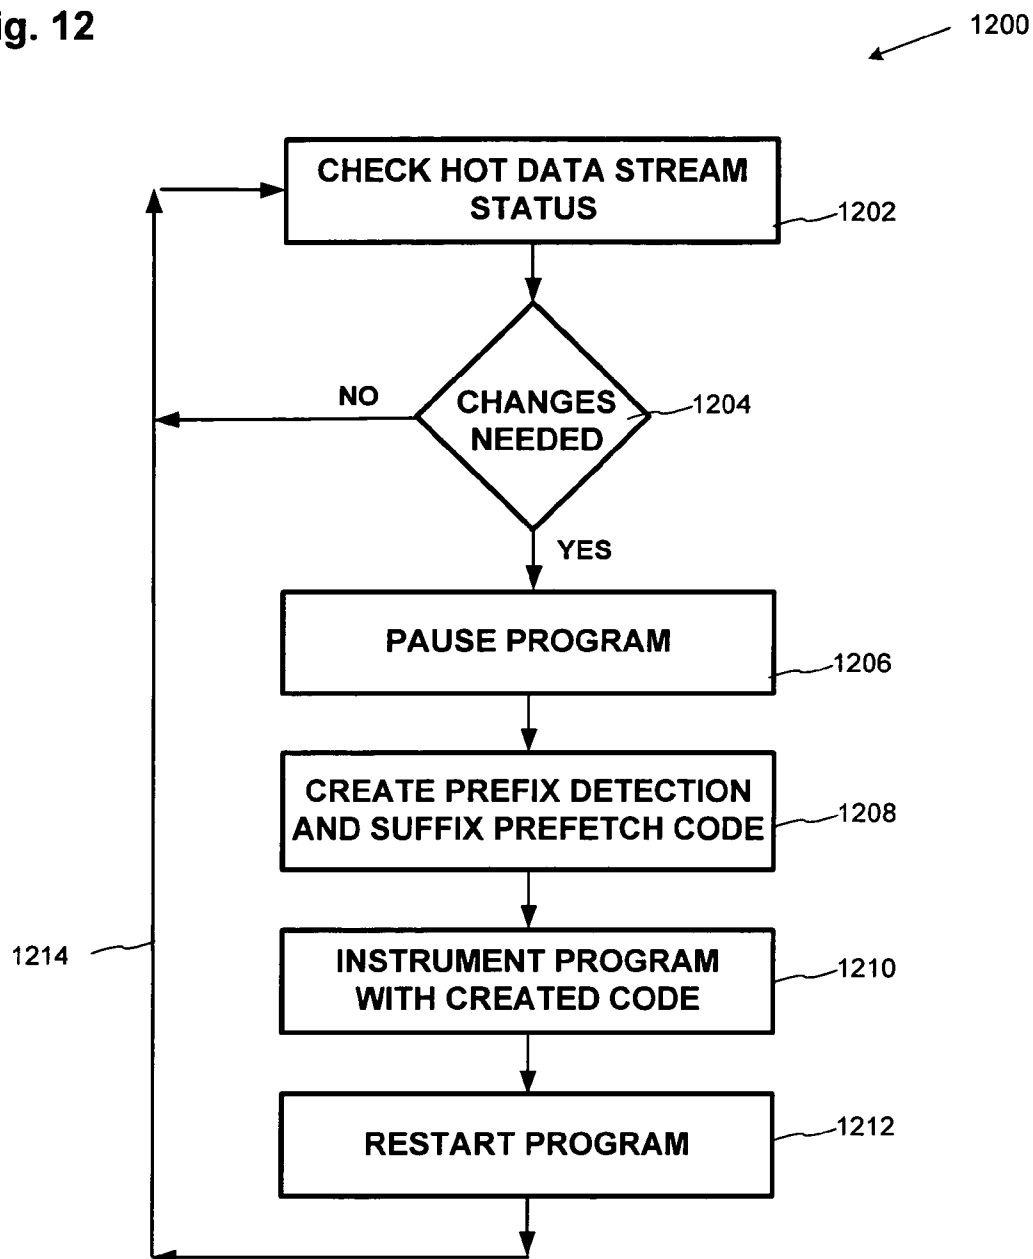 ig. 12
1200
CHECK HOT DATA STREAM
STATUS
1202
NO
CHANGES
NEEDED
1204
YES
PAUSE PROGRAM
1206
CREATE PREFIX DETECTION
AND SUFFIX PREFETCH CODE
1208
1214
INSTRUMENT PROGRAM
WITH CREATED CODE
1210
RESTART PROGRAM
1212